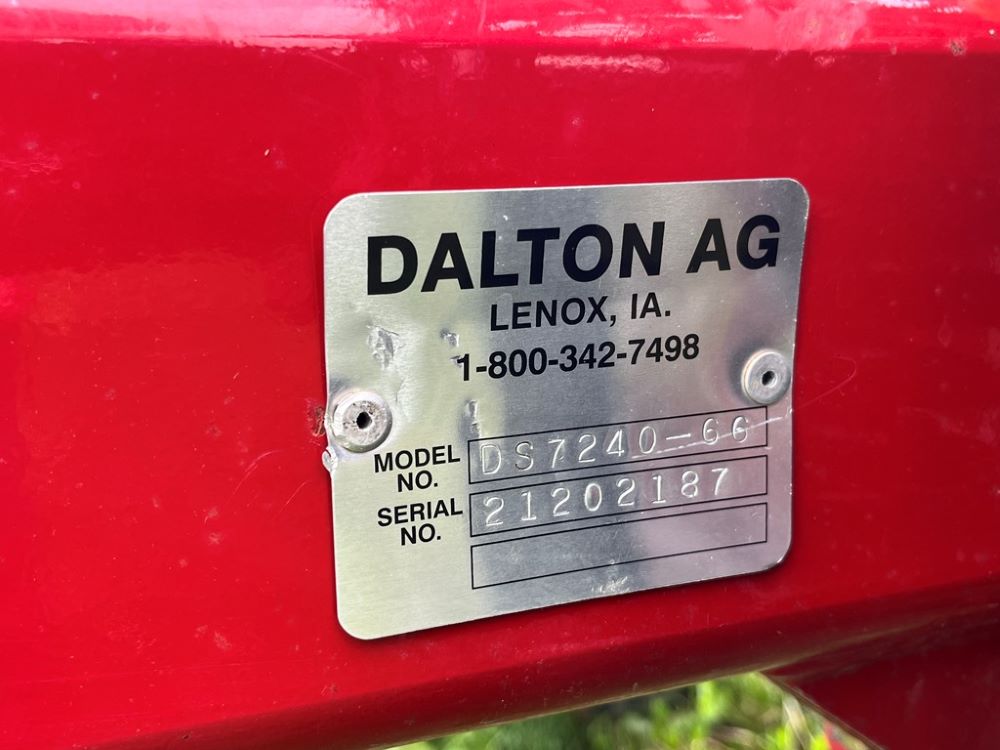 DALTON AG
LENOX, IA.
1-800-342-7498
MODEL NO. DS7240-66
SERIAL NO. 21202187